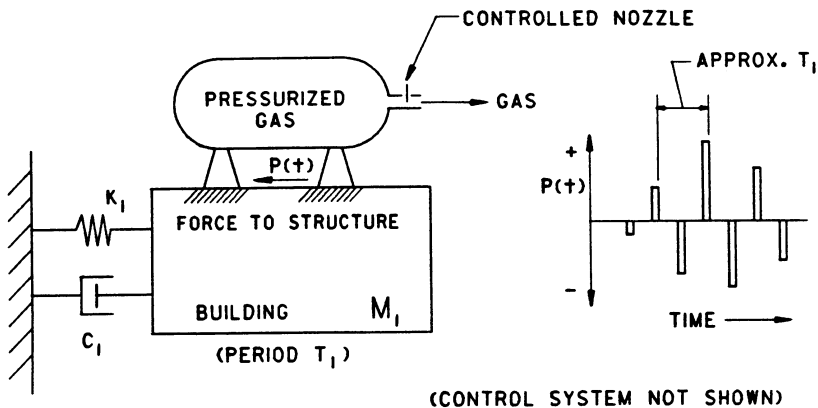 CONTROLLED NOZZLE
APPROX. T₁
PRESSURIZED
GAS
GAS
P(t)
+
P(t)
K₁
FORCE TO STRUCTURE
BUILDING
M₁
-
TIME
C₁
(PERIOD T₁)
(CONTROL SYSTEM NOT SHOWN)